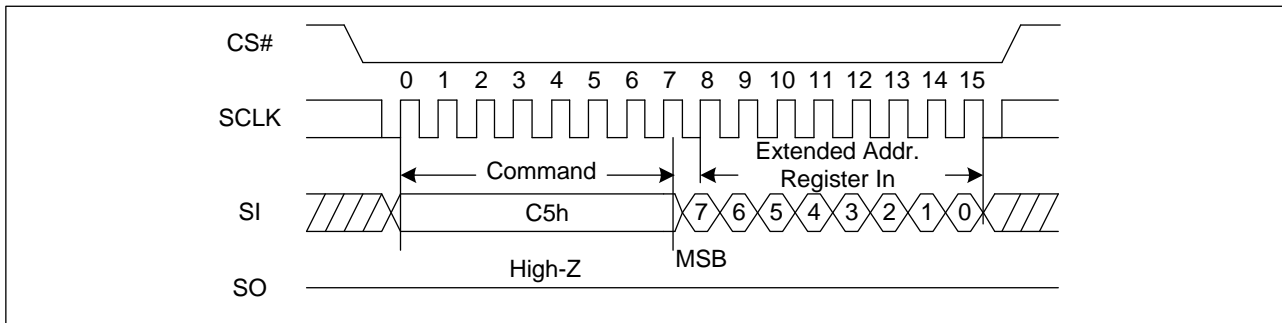 CS#
0 1 2 3 4 5 6 7 8 9 10 11 12 13 14 15
SCLK
Command
Extended Addr.
Register In
SI
C5h
7 6 5 4 3 2 1 0
MSB
High-Z
SO